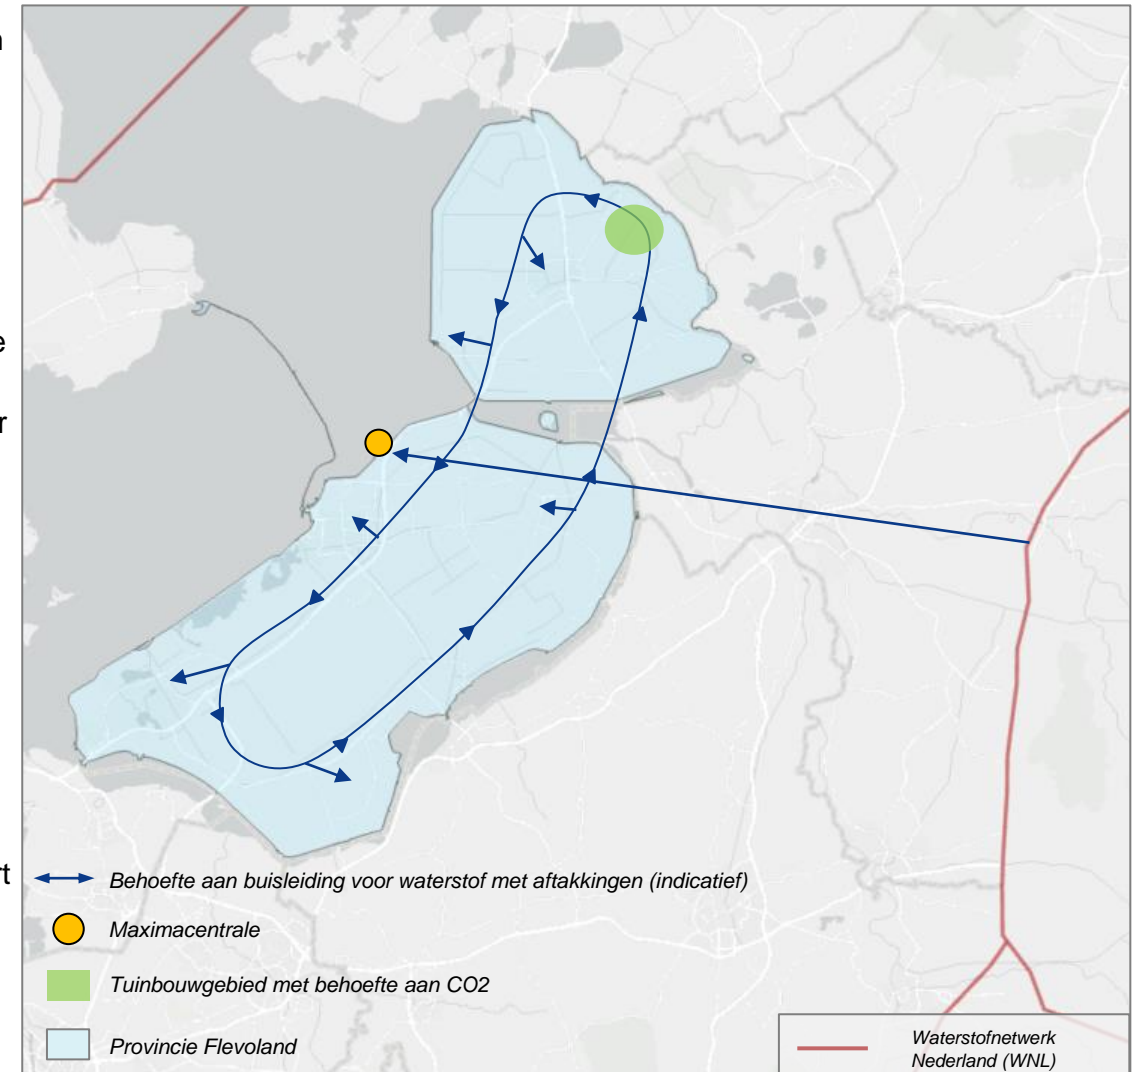 n
e
r
rt
Behoefte aan buisleiding voor waterstof met aftakkingen (indicatief)
Maximacentrale
Tuinbouwgebied met behoefte aan CO2
Provincie Flevoland
Waterstofnetwerk
Nederland (WNL)